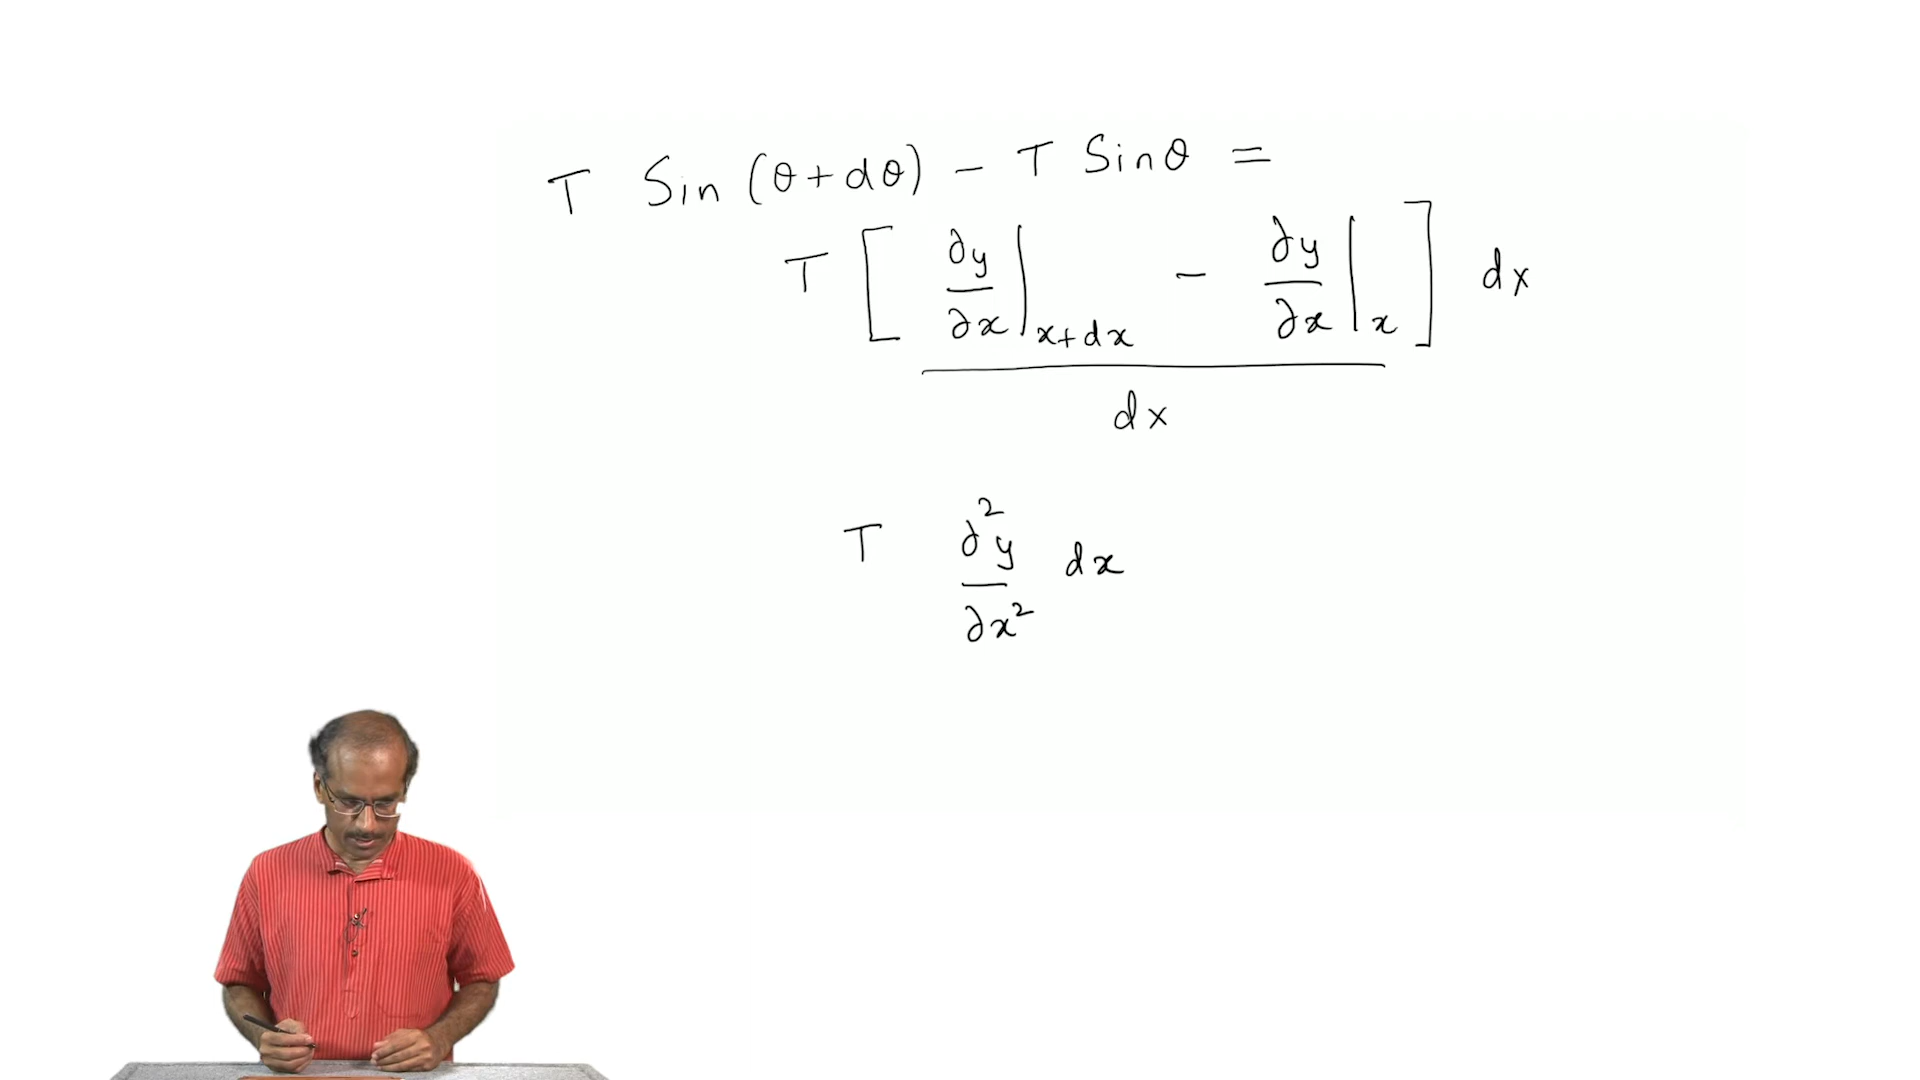 T Sin (θ+dθ) - T Sinθ =
T [ ∂y/∂x |x+dx - ∂y/∂x |x ] dx
dx
T ∂²y/∂x² dx